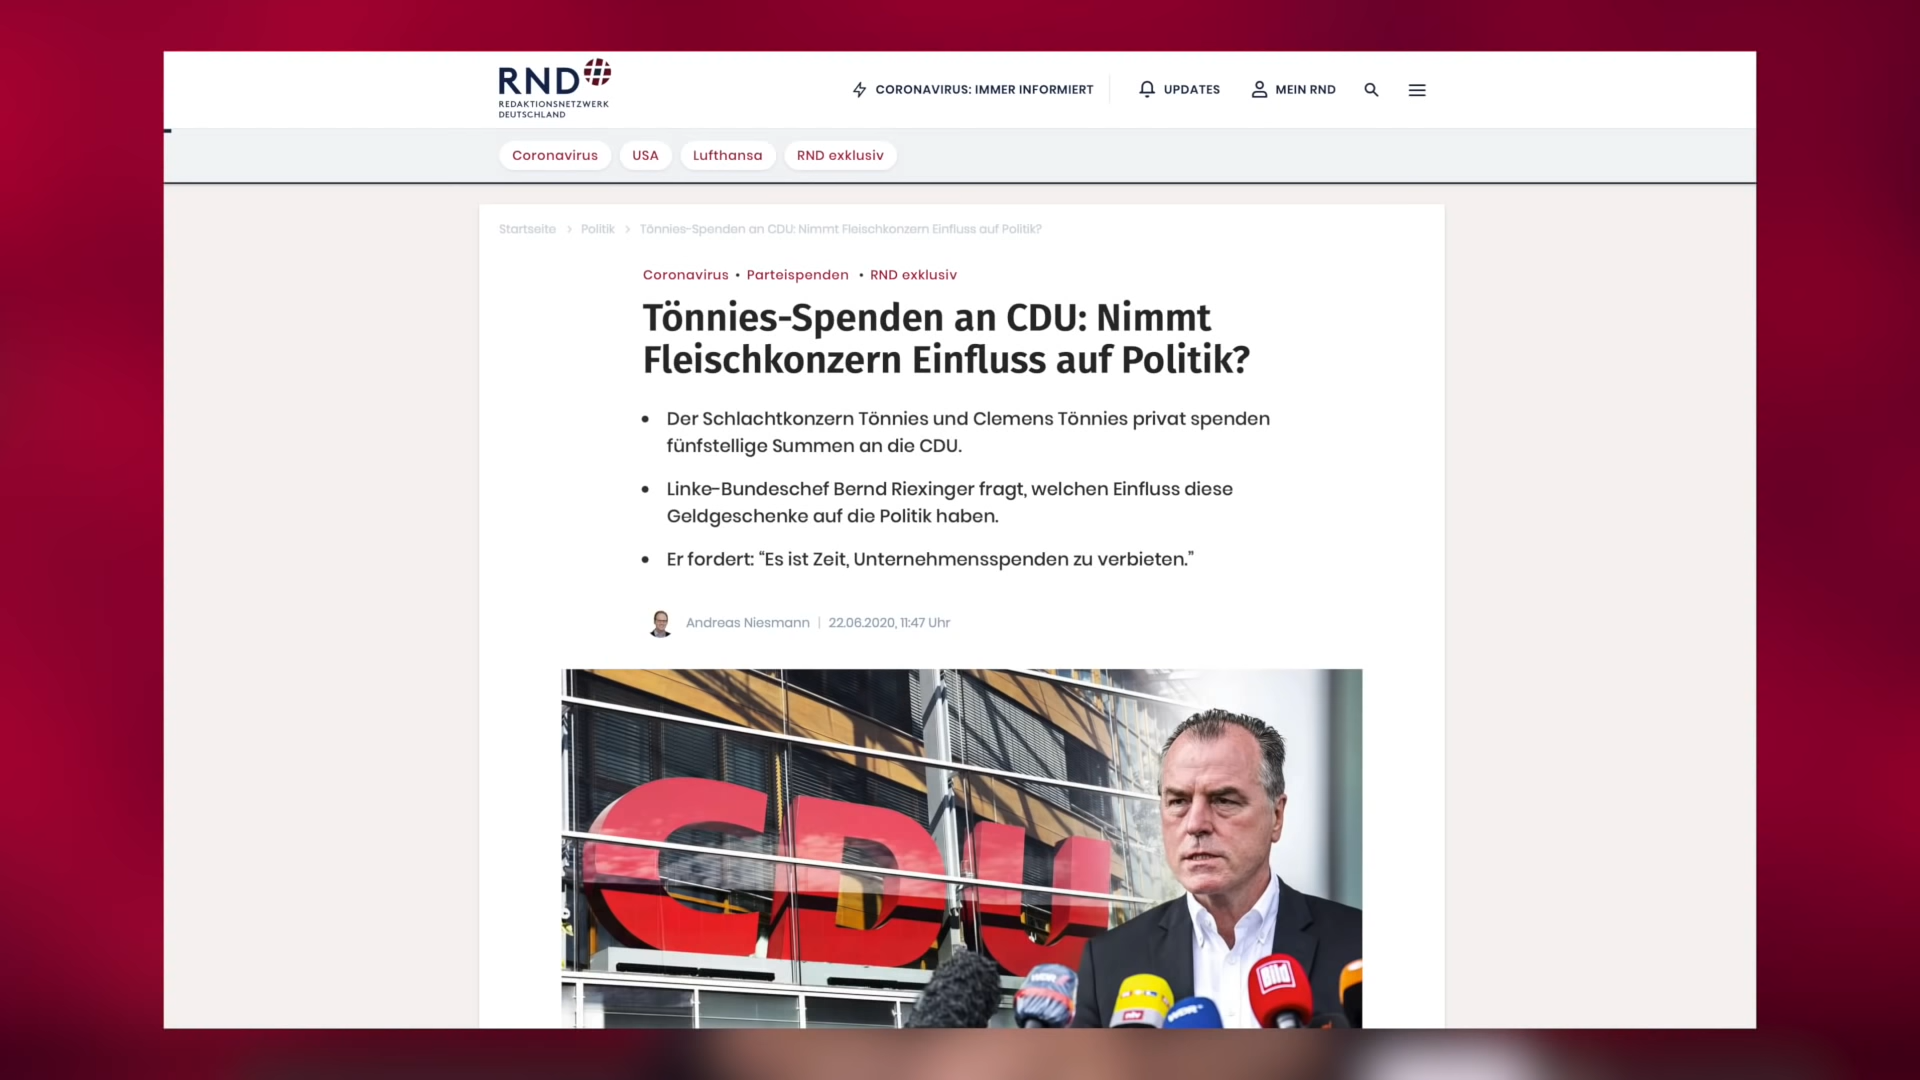 RND
REDAKTIONSNETZWERK
DEUTSCHLAND
CORONAVIRUS: IMMER INFORMIERT
UPDATES
MEIN RND
Coronavirus
USA
Lufthansa
RND exklusiv
Startseite > Politik > Tönnies-Spenden an CDU: Nimmt Fleischkonzern Einfluss auf Politik?
Coronavirus • Parteispenden • RND exklusiv
Tönnies-Spenden an CDU: Nimmt
Fleischkonzern Einfluss auf Politik?
• Der Schlachtkonzern Tönnies und Clemens Tönnies privat spenden
fünfstellige Summen an die CDU.
• Linke-Bundeschef Bernd Riexinger fragt, welchen Einfluss diese
Geldgeschenke auf die Politik haben.
• Er fordert: “Es ist Zeit, Unternehmensspenden zu verbieten.”
Andreas Niesmann | 22.06.2020, 11:47 Uhr
CDU
WDR
rtv
WDR
Bild